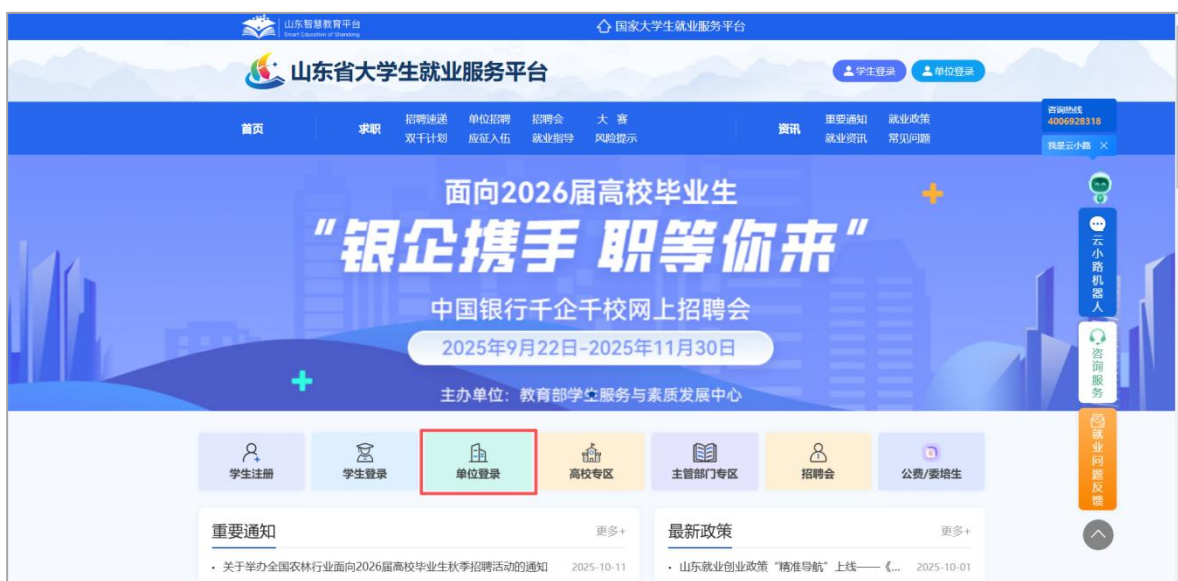 山东智慧教育平台
Smart Education of Shandong
国家大学生就业服务平台
山东省大学生就业服务平台
学生登录
单位登录
首页
求职
招聘速递 单位招聘 招聘会 大 赛
双千计划 应征入伍 就业指导 风险提示
资讯
重要通知 就业政策
就业资讯 常见问题
咨询热线
4006928318
我是云小路 ×
面向2026届高校毕业生
“银企携手 职等你来”
中国银行千企千校网上招聘会
2025年9月22日-2025年11月30日
主办单位：教育部学生服务与素质发展中心
云小路机器人
咨询服务
就业问题反馈
学生注册
学生登录
单位登录
高校专区
主管部门专区
招聘会
公费/委培生
重要通知 更多+
· 关于举办全国农林行业面向2026届高校毕业生秋季招聘活动的通知 2025-10-11
最新政策 更多+
· 山东就业创业政策“精准导航”上线——《... 2025-10-01